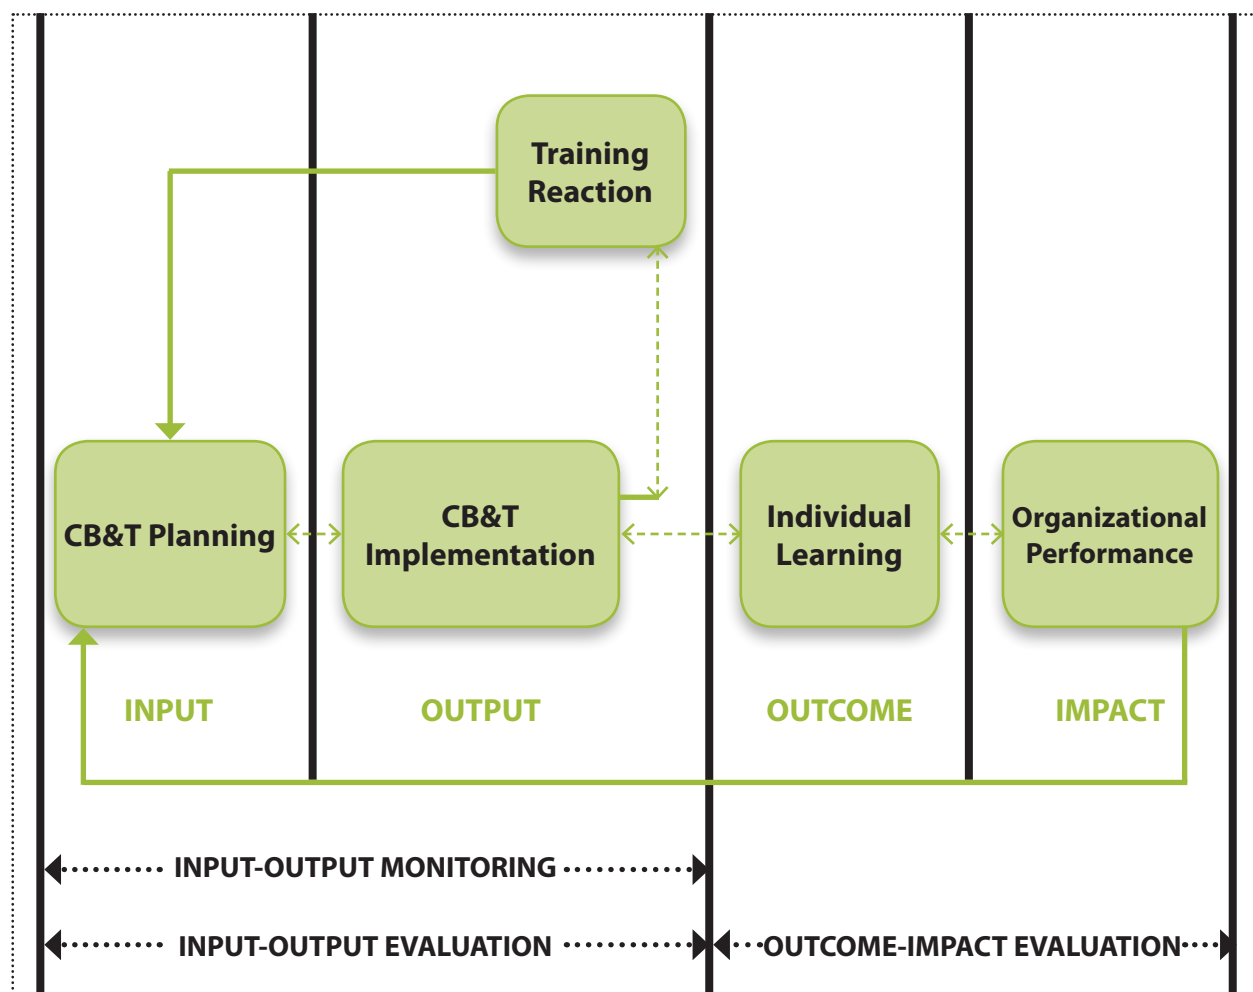 Training
Reaction
CB&T Planning
CB&T
Implementation
Individual
Learning
Organizational
Performance
INPUT
OUTPUT
OUTCOME
IMPACT
INPUT-OUTPUT MONITORING
INPUT-OUTPUT EVALUATION
OUTCOME-IMPACT EVALUATION